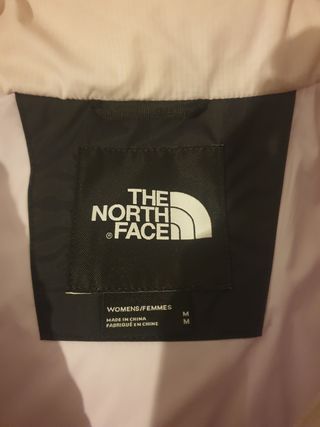 THE
NORTH
® FACE
WOMENS/FEMMES
MADE IN CHINA M
FABRIQUÉ EN CHINE M